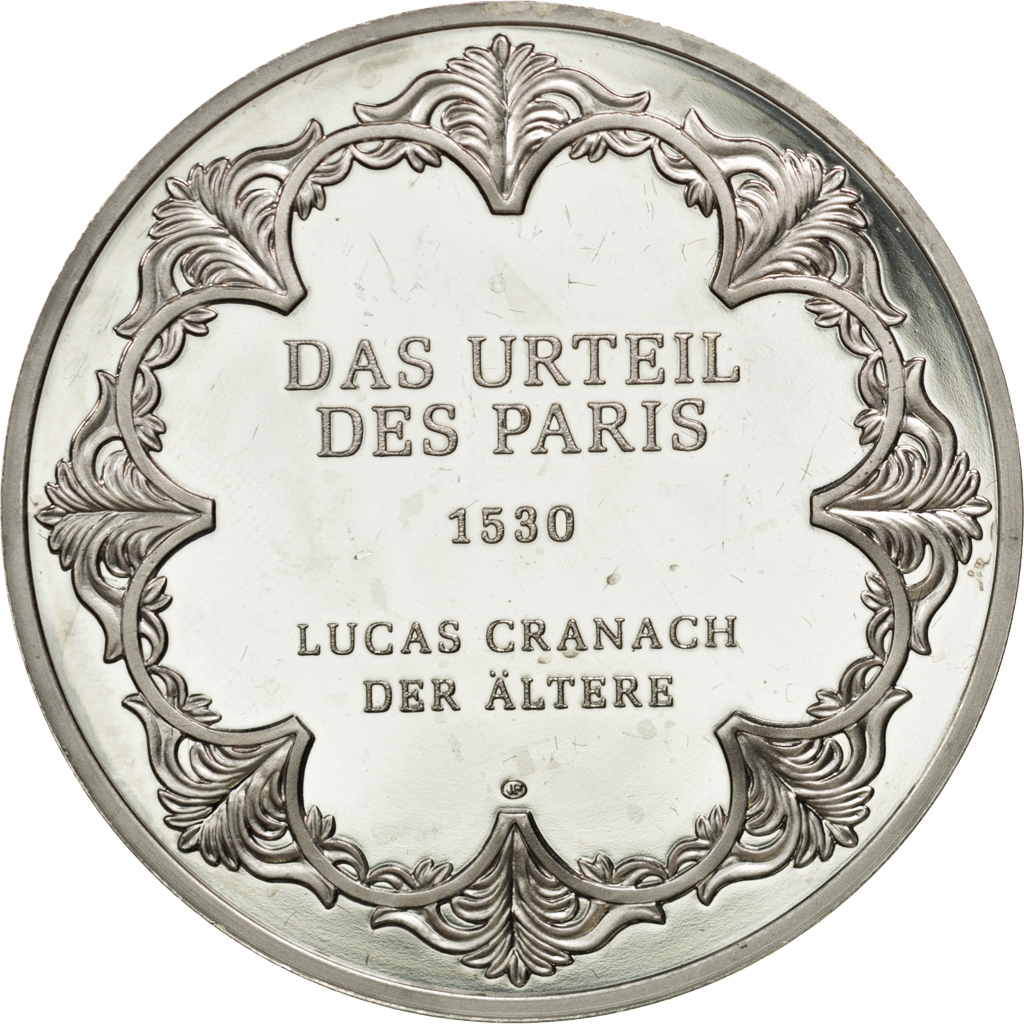 DAS URTEIL
DES PARIS
1530
LUCAS CRANACH
DER ÄLTERE